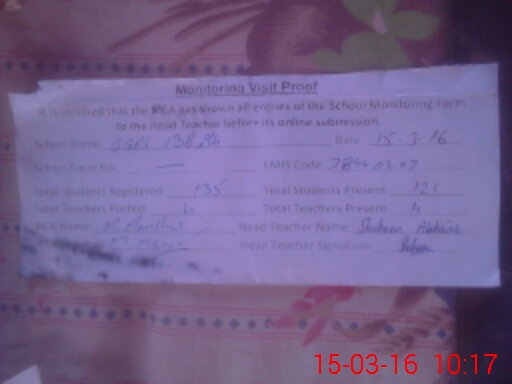 Monitoring Visit Proof
It is certified that the MEA has shown all entries of the School Monitoring Form
to the Head Teacher before its online submission.
School Name GGPS 138 Date 15-3-16
School Form No. — EMIS Code
Total Students Registered 135 Total Students Present 121
Total Teachers Posted 4 Total Teachers Present 4
MEA Name M. Head Teacher Name Shaheen
Head Teacher Signature
15-03-16 10:17